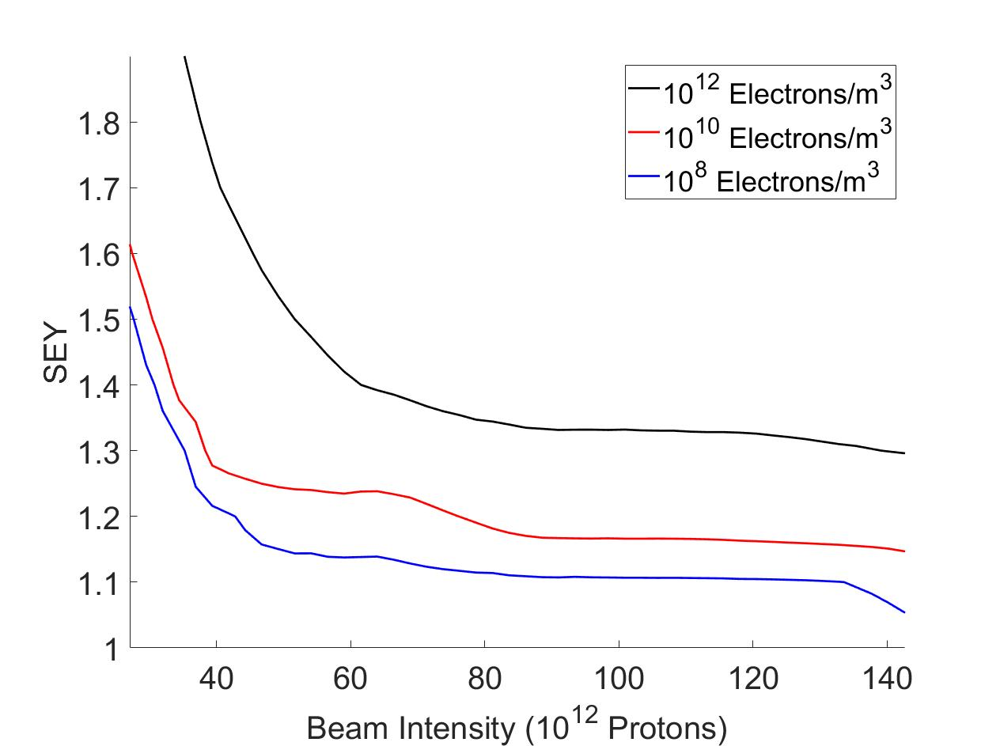 10^12 Electrons/m^3
10^10 Electrons/m^3
10^8 Electrons/m^3
1.8
1.7
1.6
1.5
1.4
1.3
1.2
1.1
1
SEY
40 60 80 100 120 140
Beam Intensity (10^12 Protons)